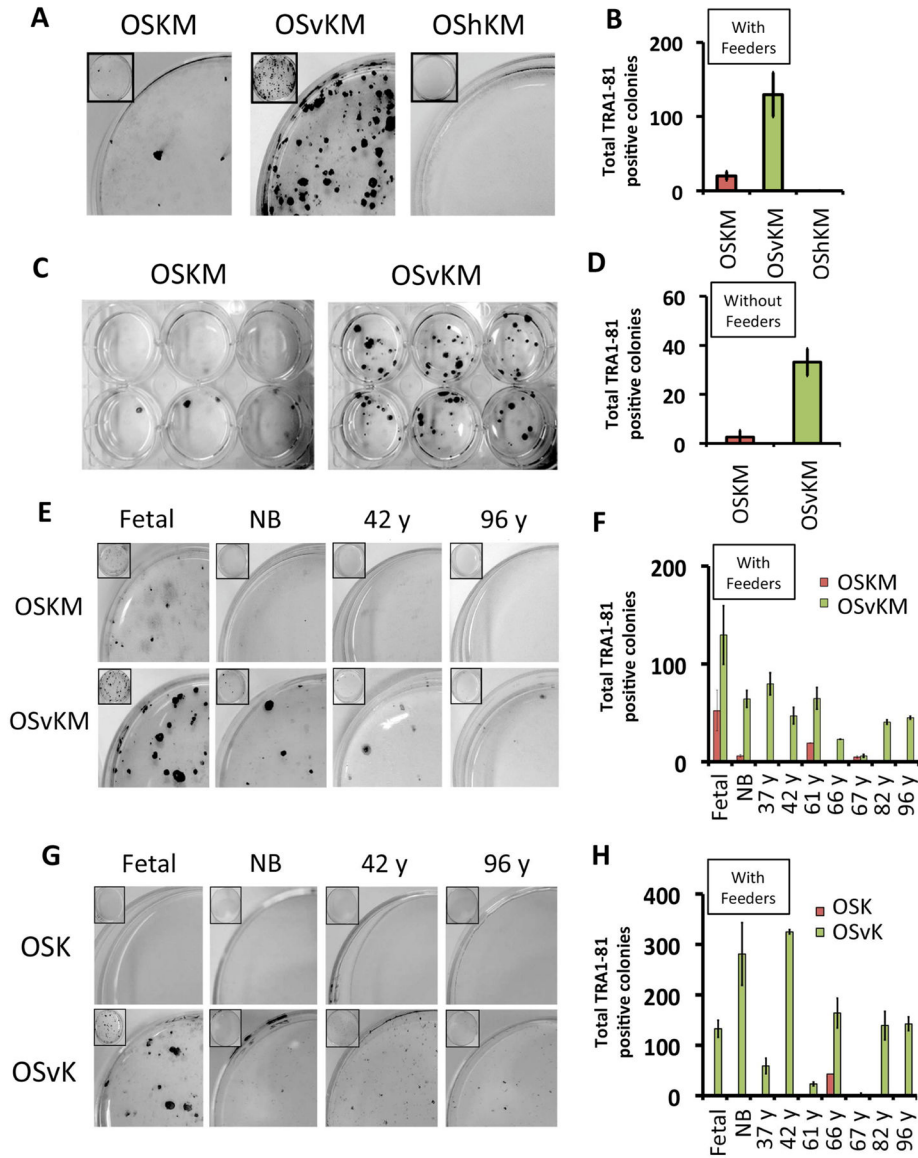 A
OSKM
OSvKM
OShKM
B
With
Feeders
Total TRA1-81
positive colonies
200
100
0
OSKM
OSvKM
OShKM
C
OSKM
OSvKM
D
Without
Feeders
Total TRA1-81
positive colonies
60
40
20
0
OSKM
OSvKM
E
Fetal
NB
42 y
96 y
OSKM
OSvKM
F
With
Feeders
OSKM
OSvKM
Total TRA1-81
positive colonies
200
100
0
Fetal
NB
37 y
42 y
61 y
66 y
67 y
82 y
96 y
G
Fetal
NB
42 y
96 y
OSK
OSvK
H
With
Feeders
OSK
OSvK
Total TRA1-81
positive colonies
400
300
200
100
0
Fetal
NB
37 y
42 y
61 y
66 y
67 y
82 y
96 y